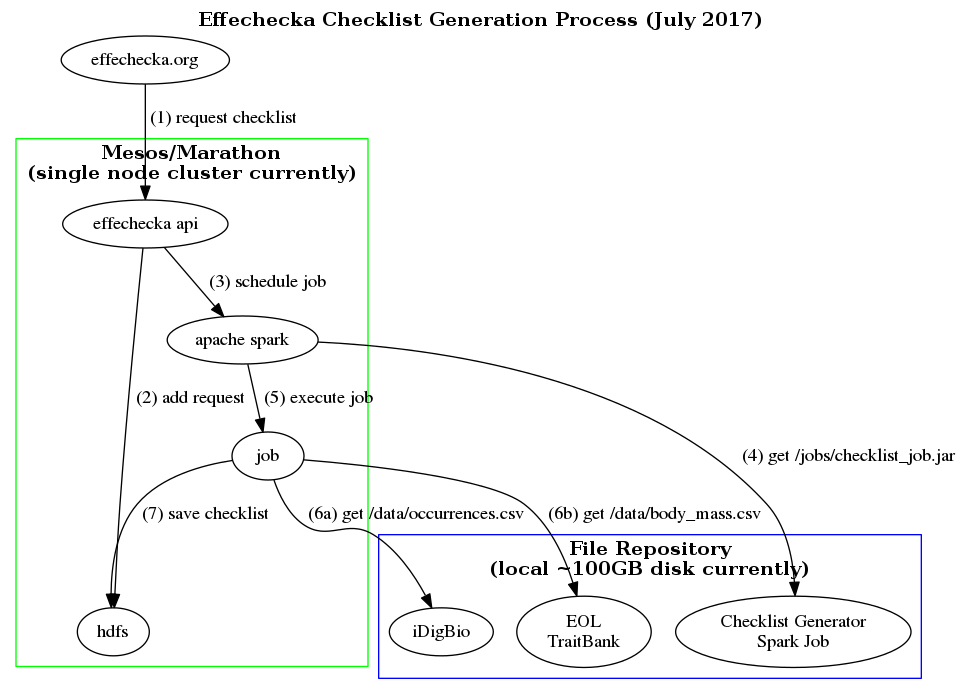 Effechecka Checklist Generation Process (July 2017)
effechecka.org
(1) request checklist
Mesos/Marathon
(single node cluster currently)
effechecka api
(3) schedule job
apache spark
(2) add request
(5) execute job
(4) get /jobs/checklist_job.jar
job
(7) save checklist
(6a) get /data/occurrences.csv
(6b) get /data/body_mass.csv
File Repository
(local ~100GB disk currently)
hdfs
iDigBio
EOL
TraitBank
Checklist Generator
Spark Job